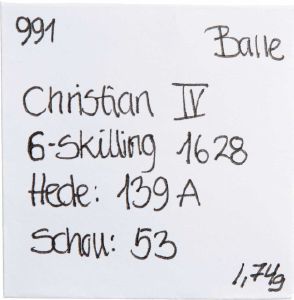 991 Balle
Christian IV
6-Skilling 1628
Hede: 139 A
Schou: 53
1,74g